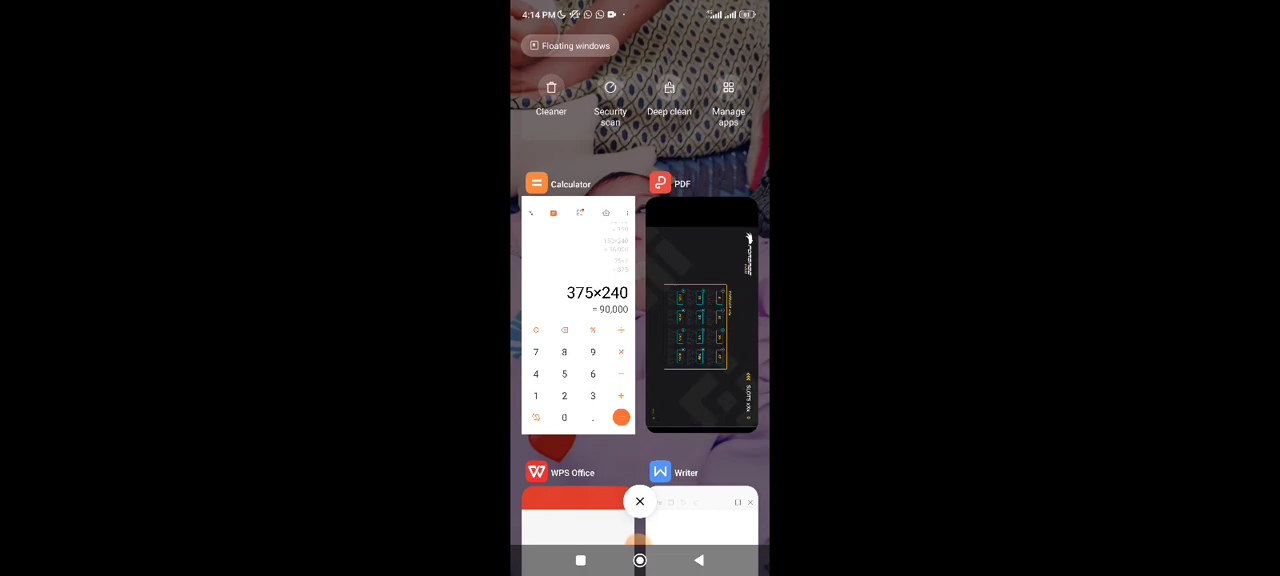 4:14 PM
Floating windows
Cleaner
Security scan
Deep clean
Manage apps
Calculator
PDF
375×240
= 90,000
C
%
÷
7 8 9 ×
4 5 6 −
1 2 3 +
0 .
WPS Office
Writer